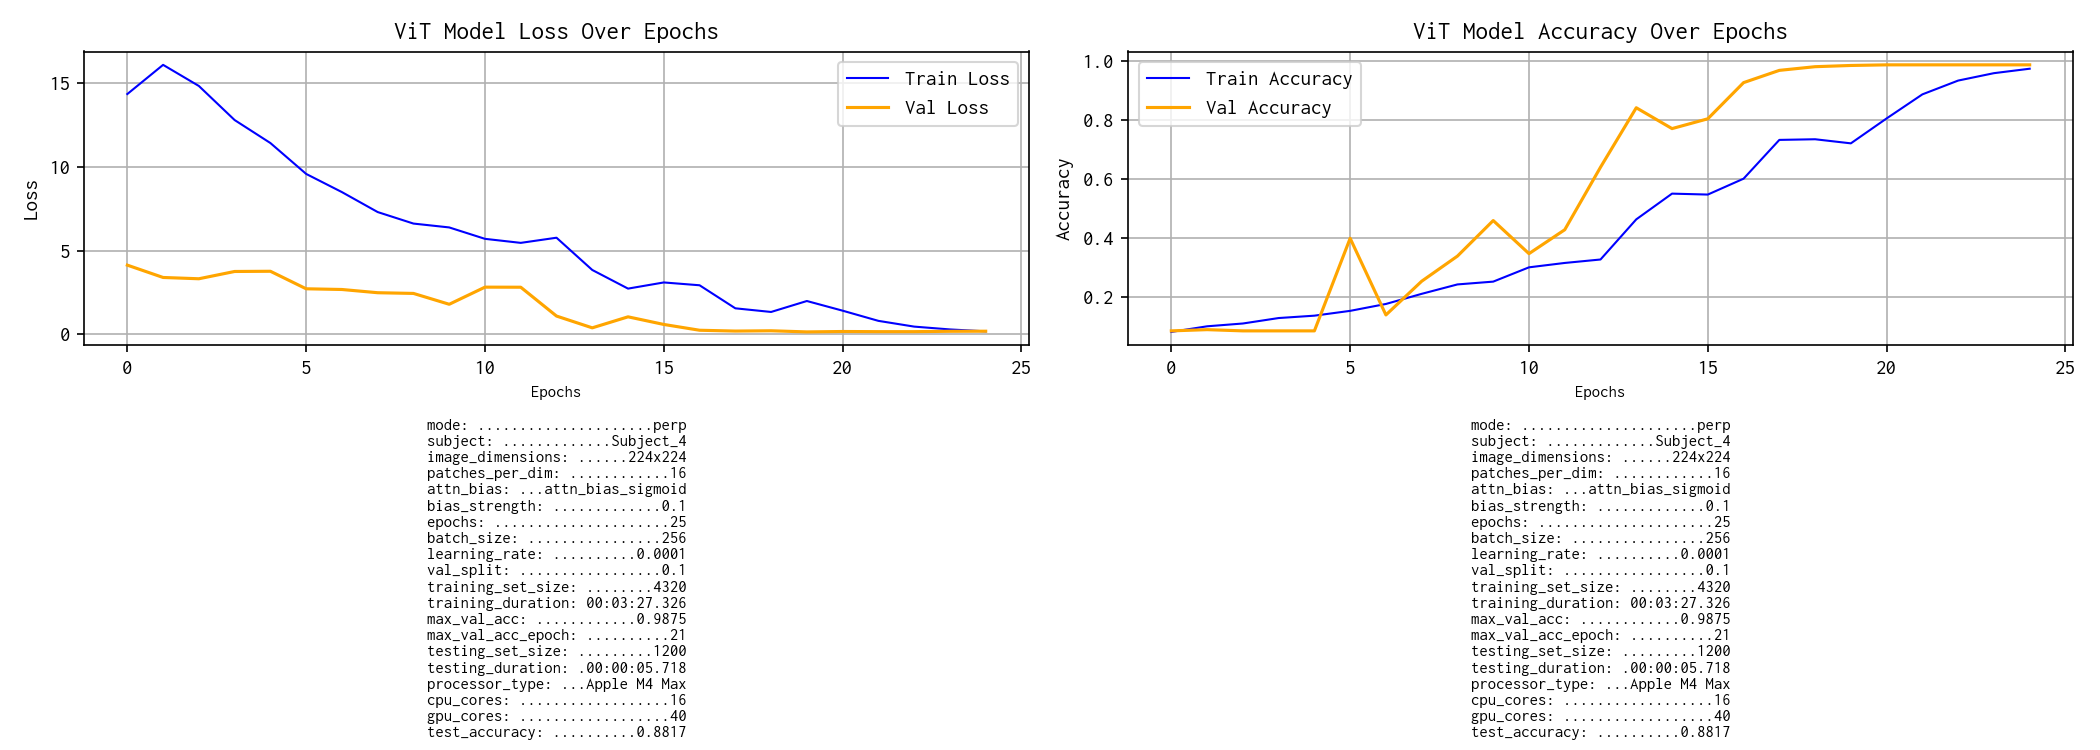 ViT Model Loss Over Epochs
Train Loss
Val Loss
15
10
5
0
Loss
0 5 10 15 20 25
Epochs
mode: .....................perp
subject: .............Subject_4
image_dimensions: ......224x224
patches_per_dim: ............16
attn_bias: ...attn_bias_sigmoid
bias_strength: .............0.1
epochs: .....................25
batch_size: ................256
learning_rate: ..........0.0001
val_split: .................0.1
training_set_size: ........4320
training_duration: 00:03:27.326
max_val_acc: ............0.9875
max_val_acc_epoch: ..........21
testing_set_size: .........1200
testing_duration: .00:00:05.718
processor_type: ...Apple M4 Max
cpu_cores: ..................16
gpu_cores: ..................40
test_accuracy: ..........0.8817
ViT Model Accuracy Over Epochs
Train Accuracy
Val Accuracy
1.0
0.8
0.6
0.4
0.2
Accuracy
0 5 10 15 20 25
Epochs
mode: .....................perp
subject: .............Subject_4
image_dimensions: ......224x224
patches_per_dim: ............16
attn_bias: ...attn_bias_sigmoid
bias_strength: .............0.1
epochs: .....................25
batch_size: ................256
learning_rate: ..........0.0001
val_split: .................0.1
training_set_size: ........4320
training_duration: 00:03:27.326
max_val_acc: ............0.9875
max_val_acc_epoch: ..........21
testing_set_size: .........1200
testing_duration: .00:00:05.718
processor_type: ...Apple M4 Max
cpu_cores: ..................16
gpu_cores: ..................40
test_accuracy: ..........0.8817